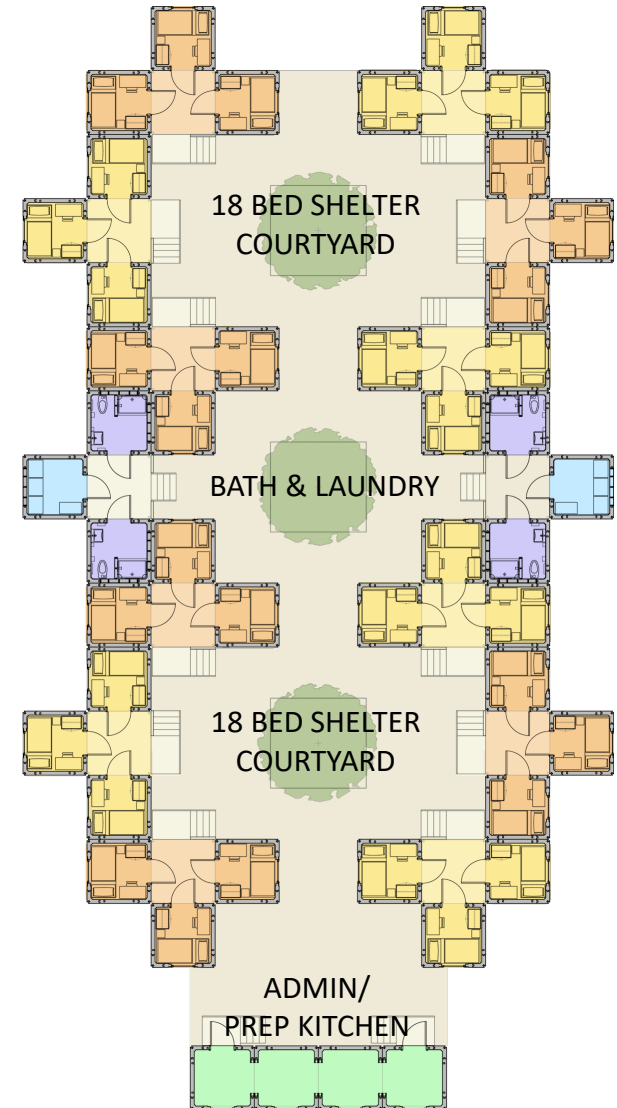 18 BED SHELTER
COURTYARD
BATH & LAUNDRY
18 BED SHELTER
COURTYARD
ADMIN/
PREP KITCHEN